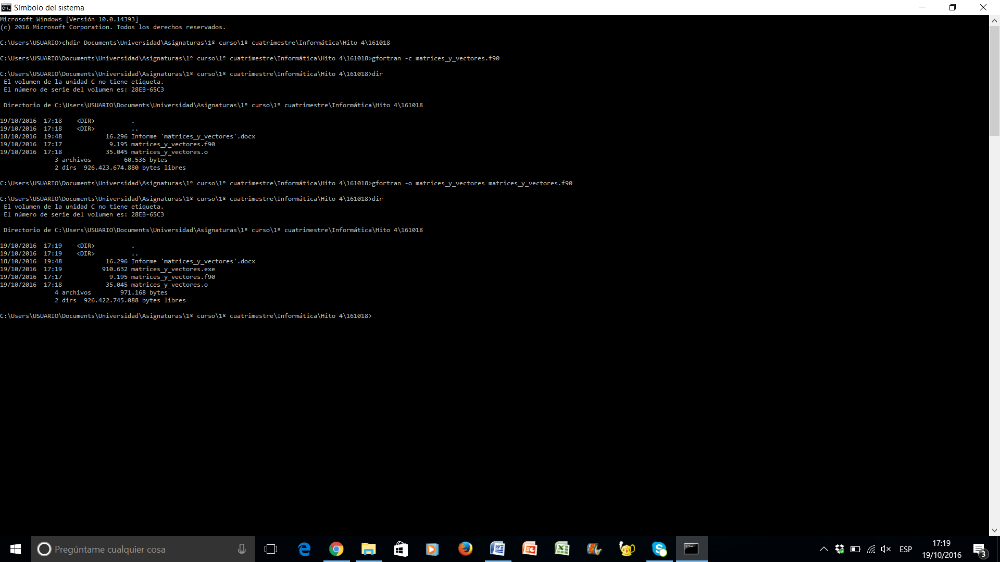 Símbolo del sistema
Microsoft Windows [Versión 10.0.14393]
(c) 2016 Microsoft Corporation. Todos los derechos reservados.
C:\Users\USUARIO>chdir Documents\Universidad\Asignaturas\1º curso\1º cuatrimestre\Informática\Hito 4\161018
C:\Users\USUARIO\Documents\Universidad\Asignaturas\1º curso\1º cuatrimestre\Informática\Hito 4\161018>gfortran -c matrices_y_vectores.f90
C:\Users\USUARIO\Documents\Universidad\Asignaturas\1º curso\1º cuatrimestre\Informática\Hito 4\161018>dir
El volumen de la unidad C no tiene etiqueta.
El número de serie del volumen es: 28EB-65C3
Directorio de C:\Users\USUARIO\Documents\Universidad\Asignaturas\1º curso\1º cuatrimestre\Informática\Hito 4\161018
19/10/2016  17:18    <DIR>          .
19/10/2016  17:18    <DIR>          ..
18/10/2016  19:48            16.296 Informe 'matrices_y_vectores'.docx
19/10/2016  17:17             9.195 matrices_y_vectores.f90
19/10/2016  17:18            35.045 matrices_y_vectores.o
3 archivos         60.536 bytes
2 dirs  926.423.674.880 bytes libres
C:\Users\USUARIO\Documents\Universidad\Asignaturas\1º curso\1º cuatrimestre\Informática\Hito 4\161018>gfortran -o matrices_y_vectores matrices_y_vectores.f90
C:\Users\USUARIO\Documents\Universidad\Asignaturas\1º curso\1º cuatrimestre\Informática\Hito 4\161018>dir
El volumen de la unidad C no tiene etiqueta.
El número de serie del volumen es: 28EB-65C3
Directorio de C:\Users\USUARIO\Documents\Universidad\Asignaturas\1º curso\1º cuatrimestre\Informática\Hito 4\161018
19/10/2016  17:19    <DIR>          .
19/10/2016  17:19    <DIR>          ..
18/10/2016  19:48            16.296 Informe 'matrices_y_vectores'.docx
19/10/2016  17:19           910.632 matrices_y_vectores.exe
19/10/2016  17:17             9.195 matrices_y_vectores.f90
19/10/2016  17:18            35.045 matrices_y_vectores.o
4 archivos        971.168 bytes
2 dirs  926.422.745.088 bytes libres
C:\Users\USUARIO\Documents\Universidad\Asignaturas\1º curso\1º cuatrimestre\Informática\Hito 4\161018>
Pregúntame cualquier cosa
ESP
17:19
19/10/2016
3